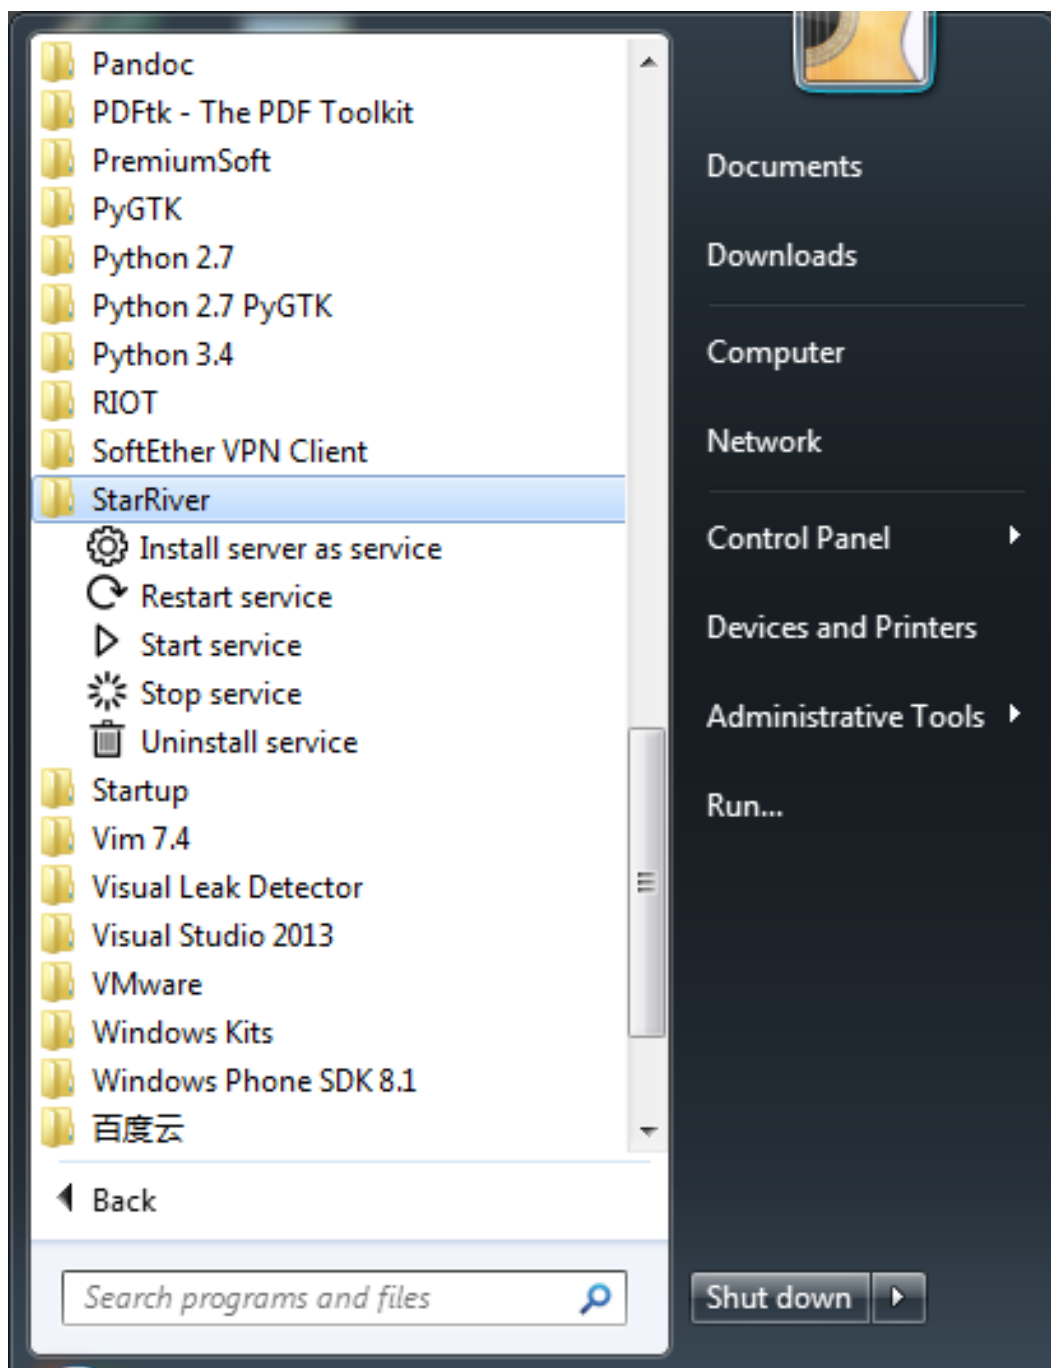 Pandoc
PDFtk - The PDF Toolkit
PremiumSoft
PyGTK
Python 2.7
Python 2.7 PyGTK
Python 3.4
RIOT
SoftEther VPN Client
StarRiver
Install server as service
Restart service
Start service
Stop service
Uninstall service
Startup
Vim 7.4
Visual Leak Detector
Visual Studio 2013
VMware
Windows Kits
Windows Phone SDK 8.1
百度云
Back
Search programs and files
Documents
Downloads
Computer
Network
Control Panel
Devices and Printers
Administrative Tools
Run...
Shut down